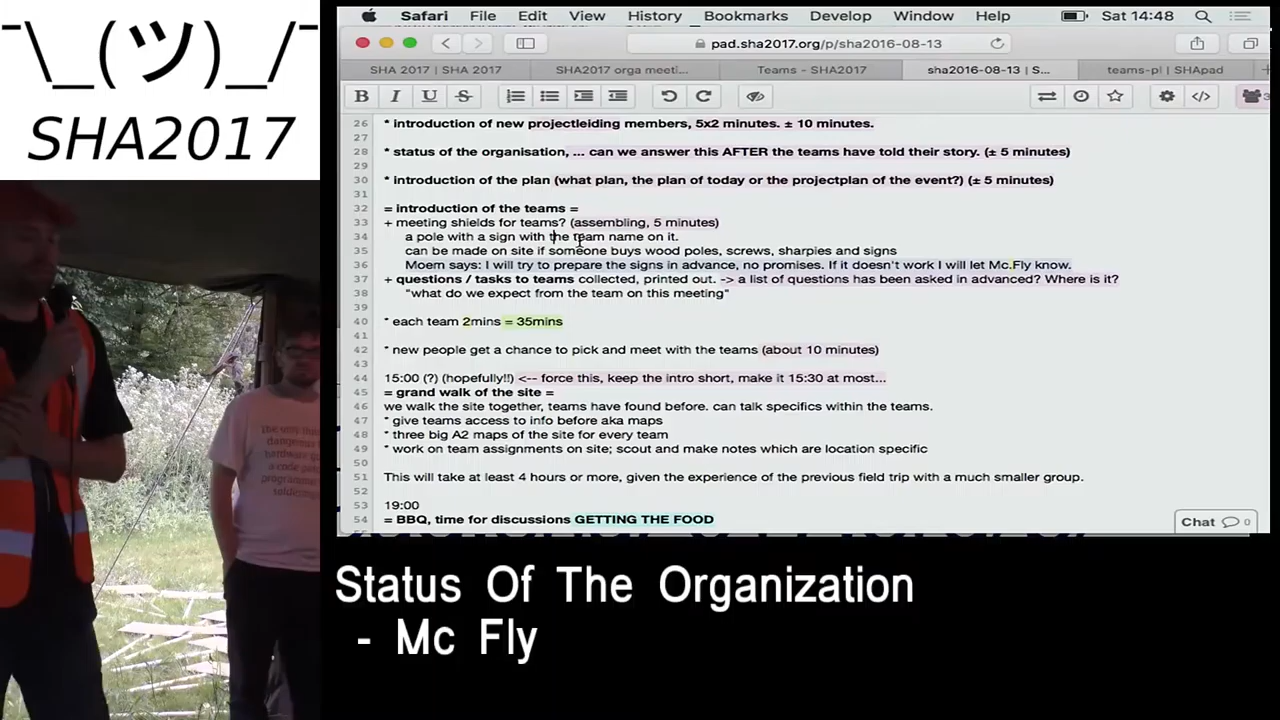 ¯\_(ツ)_/¯
SHA2017
Safari File Edit View History Bookmarks Develop Window Help Sat 14:48
pad.sha2017.org/p/sha2016-08-13
SHA 2017 | SHA 2017 SHA2017 orga meeti... Teams - SHA2017 sha2016-08-13 | S... teams-pl | SHApad
B I U S
26 * introduction of new projectleiding members, 5x2 minutes. ± 10 minutes.
27
28 * status of the organisation, ... can we answer this AFTER the teams have told their story. (± 5 minutes)
29
30 * introduction of the plan (what plan, the plan of today or the projectplan of the event?) (± 5 minutes)
31
32 = introduction of the teams =
33 + meeting shields for teams? (assembling, 5 minutes)
34 a pole with a sign with the team name on it.
35 can be made on site if someone buys wood poles, screws, sharpies and signs
36 Moem says: I will try to prepare the signs in advance, no promises. If it doesn't work I will let Mc.Fly know.
37 + questions / tasks to teams collected, printed out. -> a list of questions has been asked in advanced? Where is it?
38 "what do we expect from the team on this meeting"
39
40 * each team 2mins = 35mins
41
42 * new people get a chance to pick and meet with the teams (about 10 minutes)
43
44 15:00 (?) (hopefully!!) <-- force this, keep the intro short, make it 15:30 at most...
45 = grand walk of the site =
46 we walk the site together, teams have found before. can talk specifics within the teams.
47 * give teams access to info before aka maps
48 * three big A2 maps of the site for every team
49 * work on team assignments on site; scout and make notes which are location specific
50
51 This will take at least 4 hours or more, given the experience of the previous field trip with a much smaller group.
52
53 19:00
54 = BBQ, time for discussions GETTING THE FOOD
Chat 0
Status Of The Organization
- Mc Fly